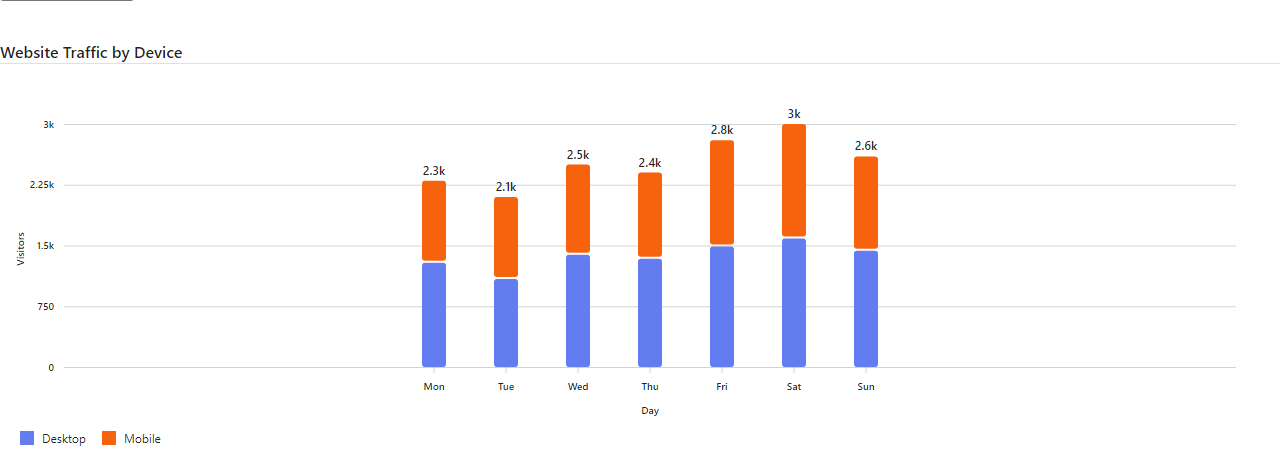 Website Traffic by Device
3k
2.25k
1.5k
750
0
Visitors
2.3k
2.1k
2.5k
2.4k
2.8k
3k
2.6k
Mon Tue Wed Thu Fri Sat Sun
Day
Desktop Mobile